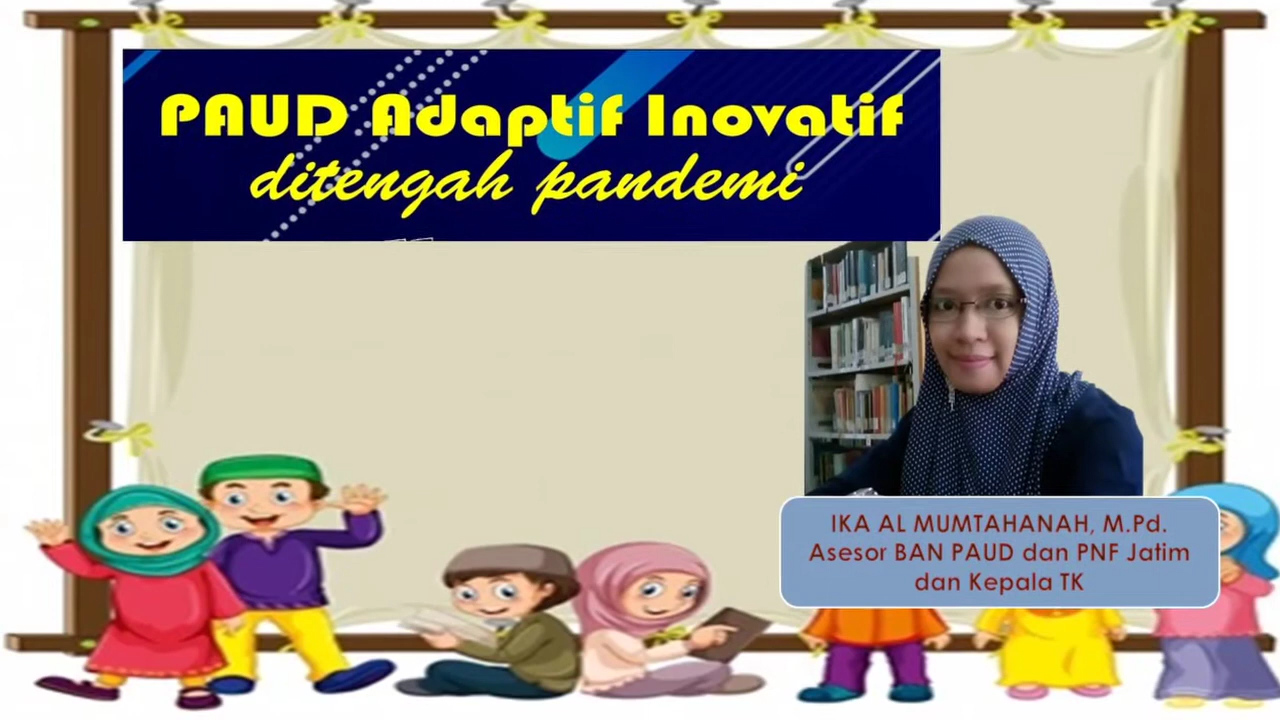 PAUD Adaptif Inovatif
ditengah pandemi
IKA AL MUMTAHANAH, M.Pd.
Asesor BAN PAUD dan PNF Jatim
dan Kepala TK